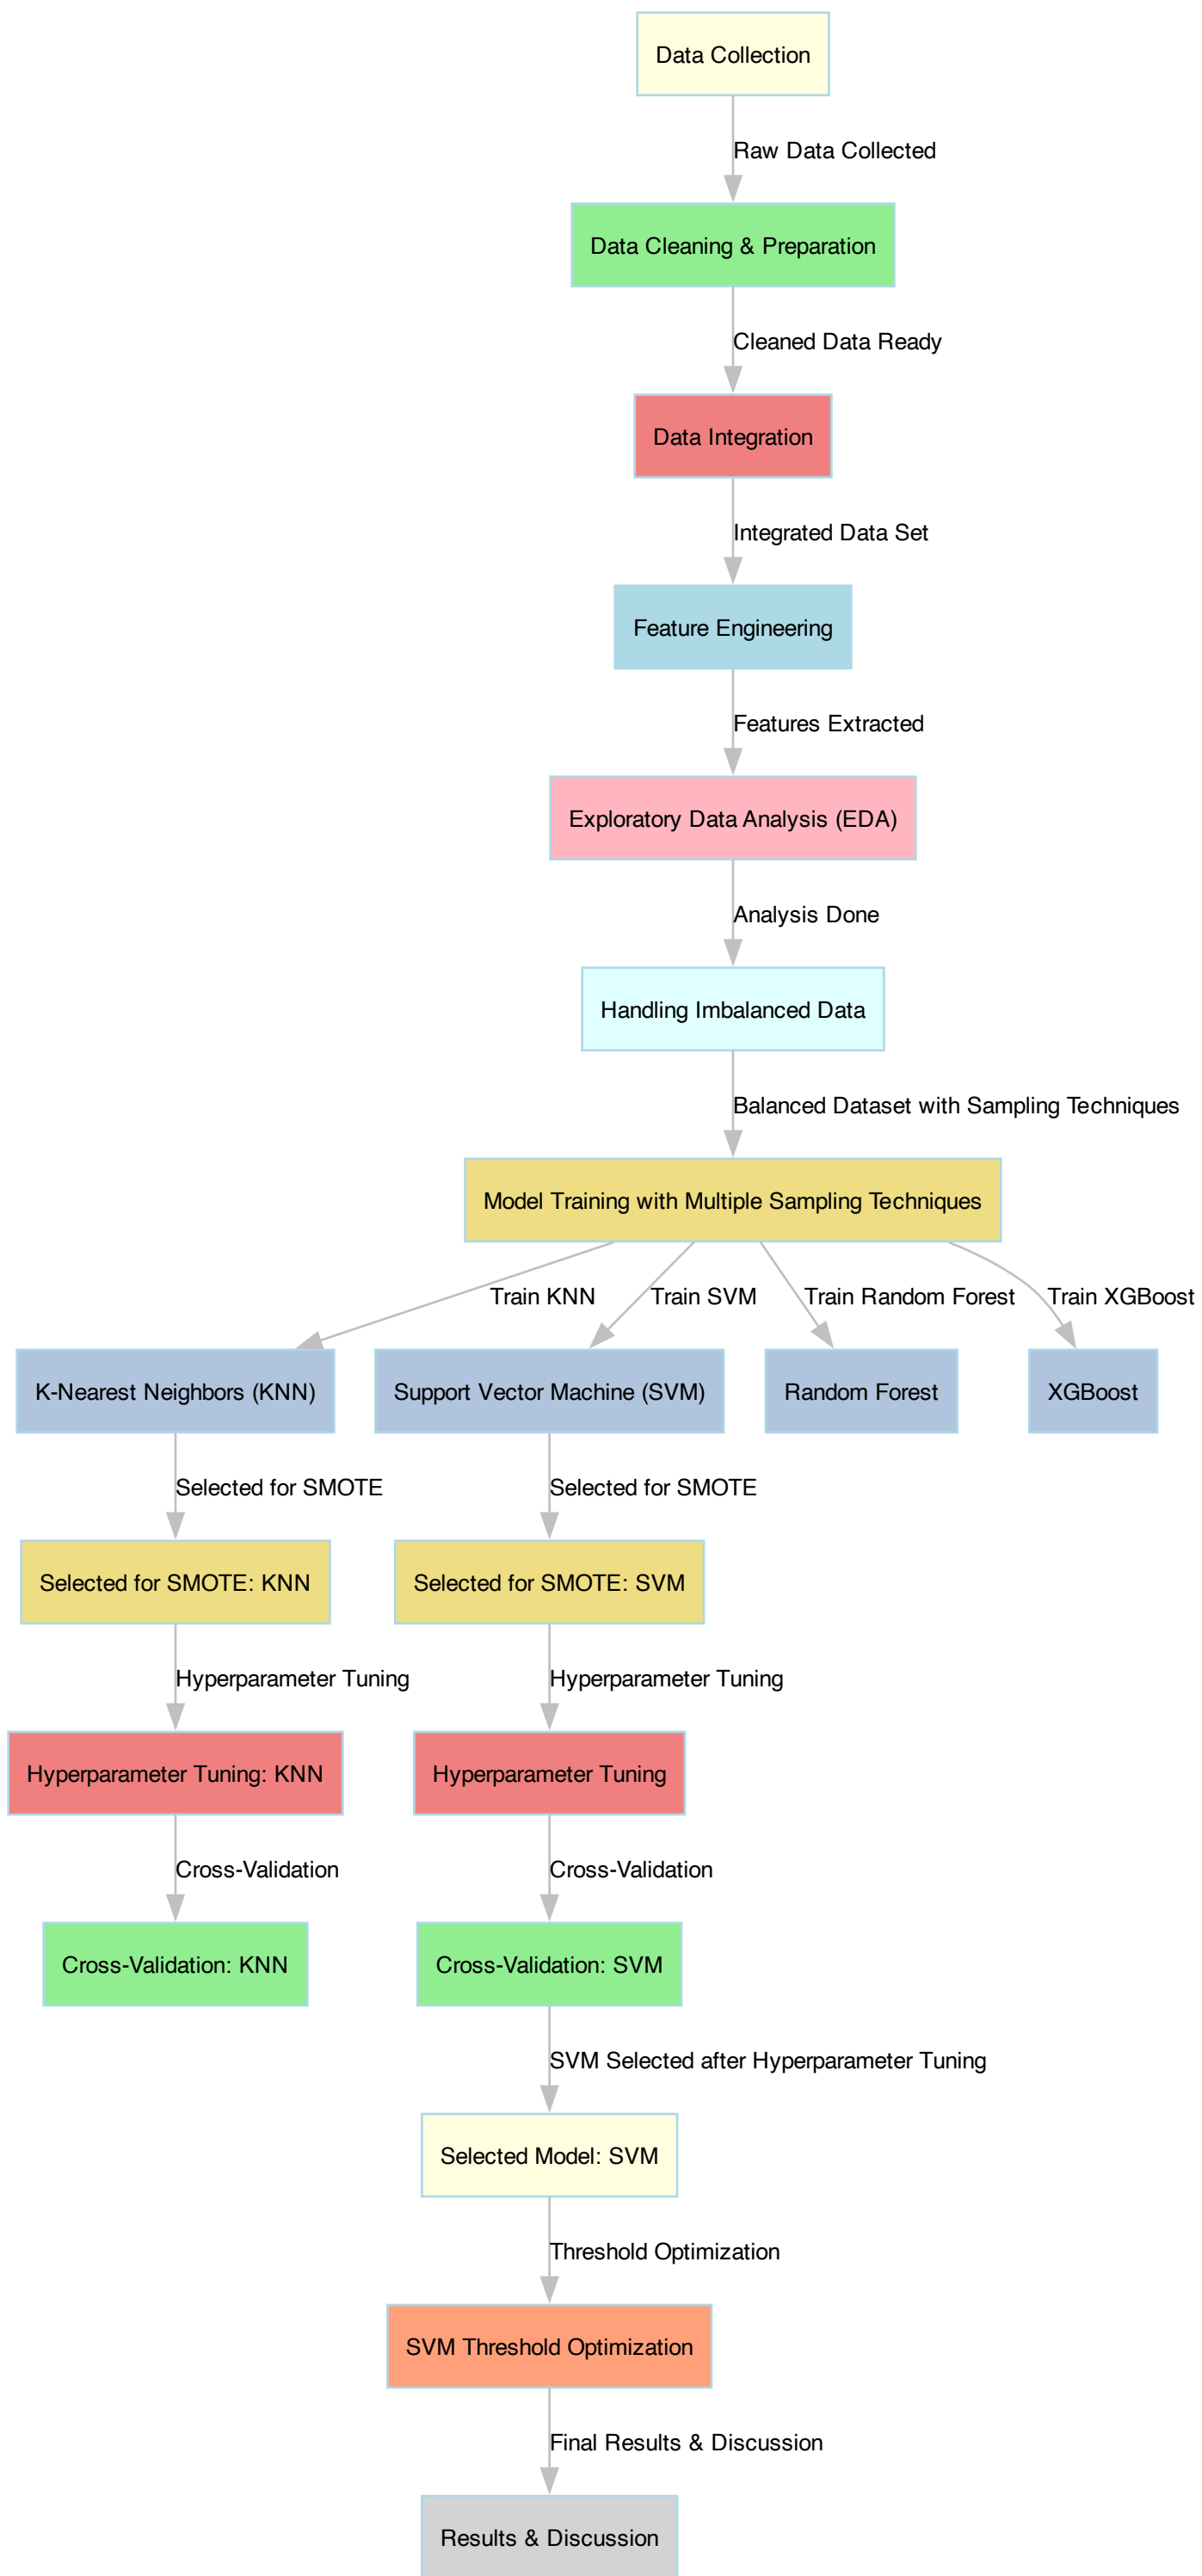 Data Collection
Raw Data Collected
Data Cleaning & Preparation
Cleaned Data Ready
Data Integration
Integrated Data Set
Feature Engineering
Features Extracted
Exploratory Data Analysis (EDA)
Analysis Done
Handling Imbalanced Data
Balanced Dataset with Sampling Techniques
Model Training with Multiple Sampling Techniques
Train KNN
Train SVM
Train Random Forest
Train XGBoost
K-Nearest Neighbors (KNN)
Support Vector Machine (SVM)
Random Forest
XGBoost
Selected for SMOTE
Selected for SMOTE
Selected for SMOTE: KNN
Selected for SMOTE: SVM
Hyperparameter Tuning
Hyperparameter Tuning
Hyperparameter Tuning: KNN
Hyperparameter Tuning
Cross-Validation
Cross-Validation
Cross-Validation: KNN
Cross-Validation: SVM
SVM Selected after Hyperparameter Tuning
Selected Model: SVM
Threshold Optimization
SVM Threshold Optimization
Final Results & Discussion
Results & Discussion